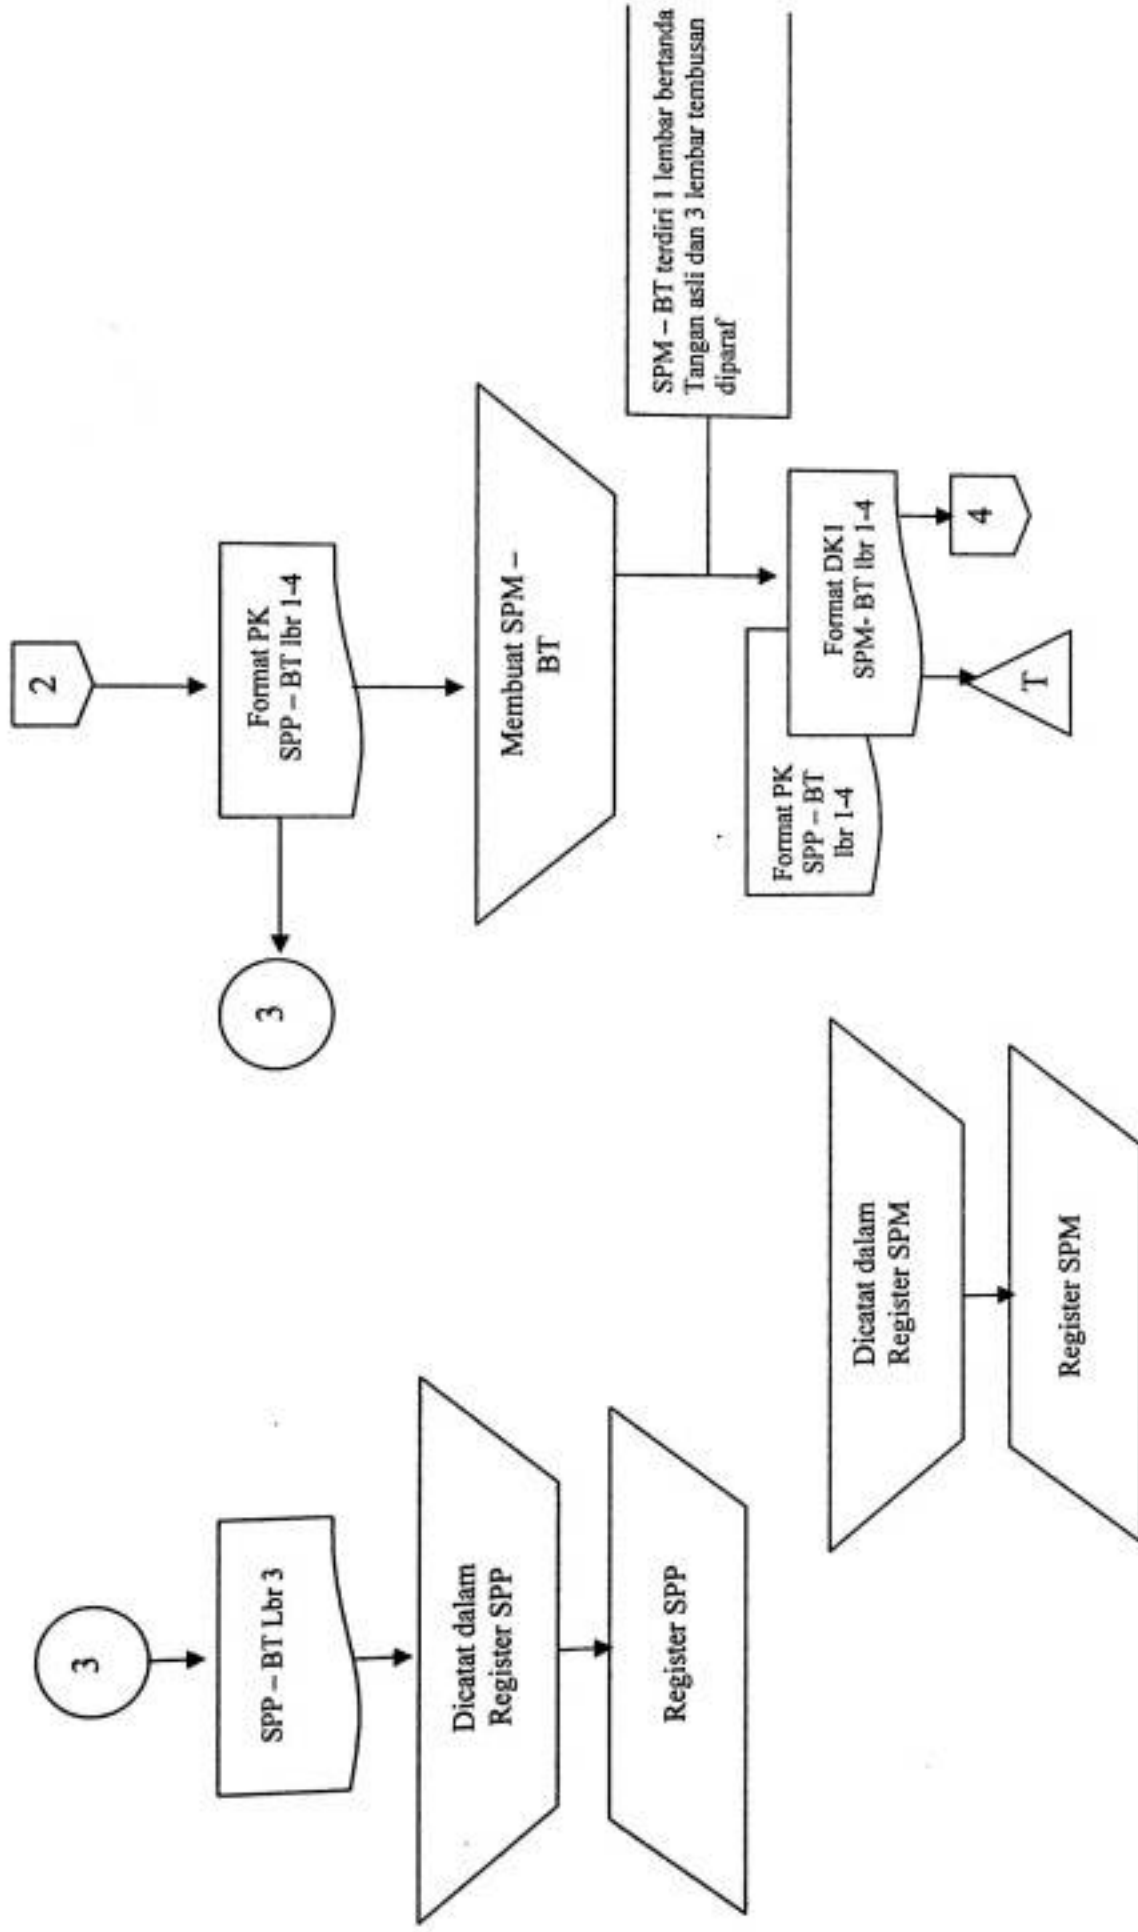 3
SPP – BT Lbr 3
Dicatat dalam
Register SPP
Register SPP
Dicatat dalam
Register SPM
Register SPM
2
3
Format PK
SPP – BT lbr 1-4
Membuat SPM –
BT
SPM – BT terdiri 1 lembar bertanda
Tangan asli dan 3 lembar tembusan
diparaf
Format PK
SPP – BT
lbr 1-4
Format DK1
SPM- BT lbr 1-4
T
4